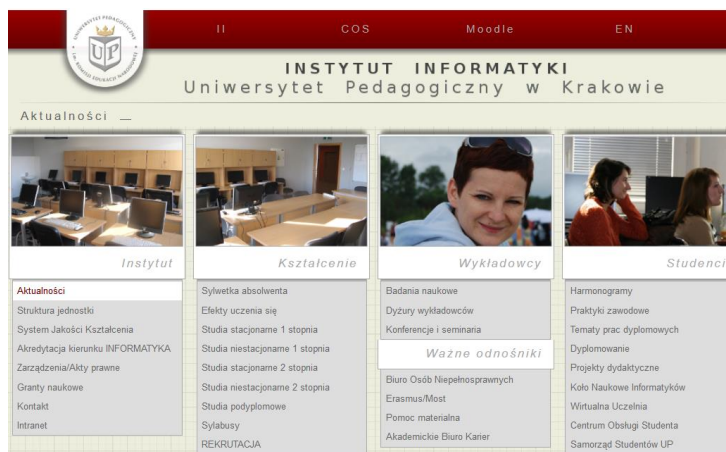 UNIWERSYTET PEDAGOGICZNY
UP
II COS Moodle EN
INSTYTUT INFORMATYKI
Uniwersytet Pedagogiczny w Krakowie
Aktualności
Instytut
Aktualności
Struktura jednostki
System Jakości Kształcenia
Akredytacja kierunku INFORMATYKA
Zarządzenia/Akty prawne
Granty naukowe
Kontakt
Intranet
Kształcenie
Sylwetka absolwenta
Efekty uczenia się
Studia stacjonarne 1 stopnia
Studia niestacjonarne 1 stopnia
Studia stacjonarne 2 stopnia
Studia niestacjonarne 2 stopnia
Studia podyplomowe
Sylabusy
REKRUTACJA
Wykładowcy
Badania naukowe
Dyżury wykładowców
Konferencje i seminaria
Ważne odnośniki
Biuro Osób Niepełnosprawnych
Erasmus/Most
Pomoc materialna
Akademickie Biuro Karier
Studenci
Harmonogramy
Praktyki zawodowe
Tematy prac dyplomowych
Dyplomowanie
Projekty dydaktyczne
Koło Naukowe Informatyków
Wirtualna Uczelnia
Centrum Obsługi Studenta
Samorząd Studentów UP